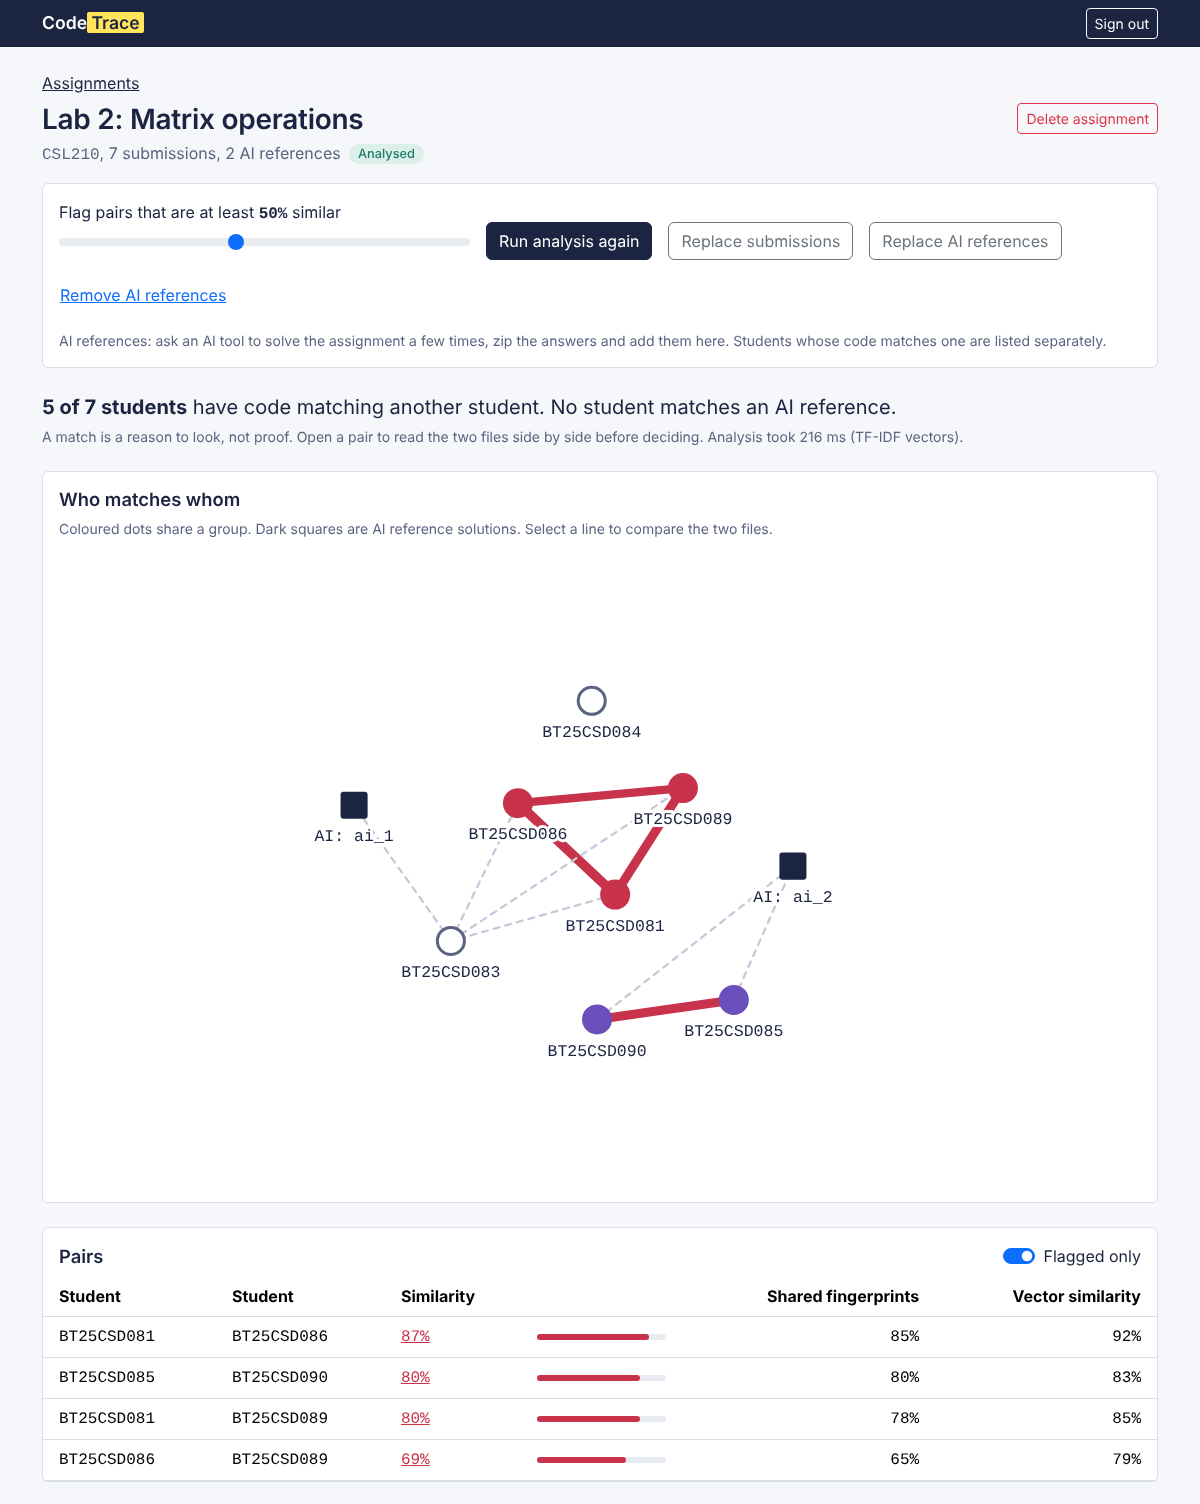 CodeTrace
Sign out
Assignments
Lab 2: Matrix operations
Delete assignment
CSL210, 7 submissions, 2 AI references Analysed
Flag pairs that are at least 50% similar
Run analysis again
Replace submissions
Replace AI references
Remove AI references
AI references: ask an AI tool to solve the assignment a few times, zip the answers and add them here. Students whose code matches one are listed separately.
5 of 7 students have code matching another student. No student matches an AI reference.
A match is a reason to look, not proof. Open a pair to read the two files side by side before deciding. Analysis took 216 ms (TF-IDF vectors).
Who matches whom
Coloured dots share a group. Dark squares are AI reference solutions. Select a line to compare the two files.
BT25CSD084
BT25CSD089
BT25CSD086
AI: ai_1
AI: ai_2
BT25CSD081
BT25CSD083
BT25CSD085
BT25CSD090
Pairs
Flagged only
Student Student Similarity Shared fingerprints Vector similarity
BT25CSD081 BT25CSD086 87% 85% 92%
BT25CSD085 BT25CSD090 80% 80% 83%
BT25CSD081 BT25CSD089 80% 78% 85%
BT25CSD086 BT25CSD089 69% 65% 79%